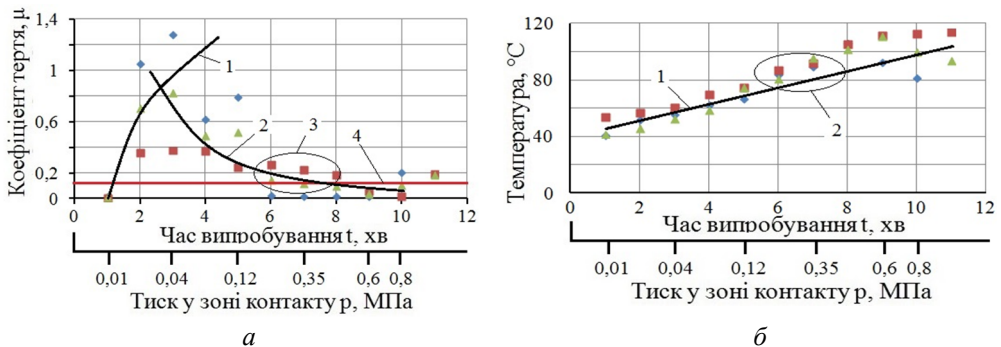 Коефіцієнт тертя, μ
1,4
1
0,6
0,2
0
1
2
3
4
0 2 4 6 8 10 12
Час випробування t, хв
0,01 0,04 0,12 0,35 0,6 0,8
Тиск у зоні контакту p, МПа
а
Температура, °С
120
80
40
0
1
2
0 2 4 6 8 10 12
Час випробування t, хв
0,01 0,04 0,12 0,35 0,6 0,8
Тиск у зоні контакту p, МПа
б